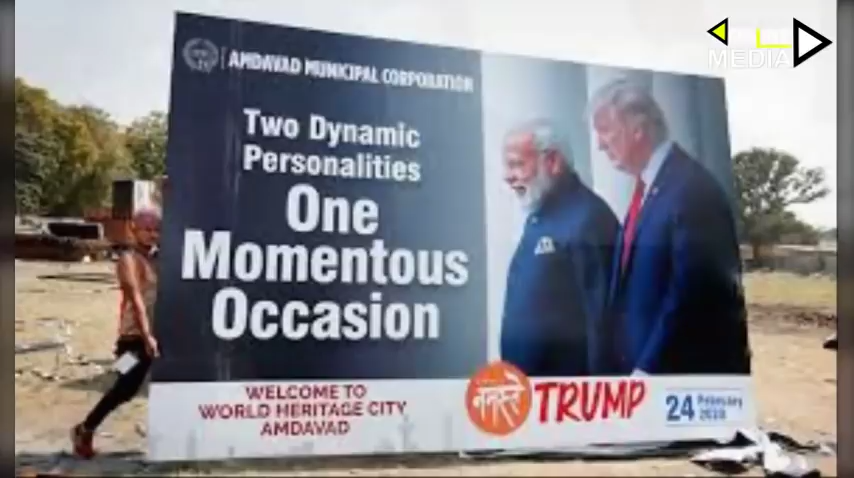 AMDAVAD MUNICIPAL CORPORATION
Two Dynamic
Personalities
One
Momentous
Occasion
WELCOME TO
WORLD HERITAGE CITY
AMDAVAD
नमस्ते
TRUMP
24 February
2020
MEDIA